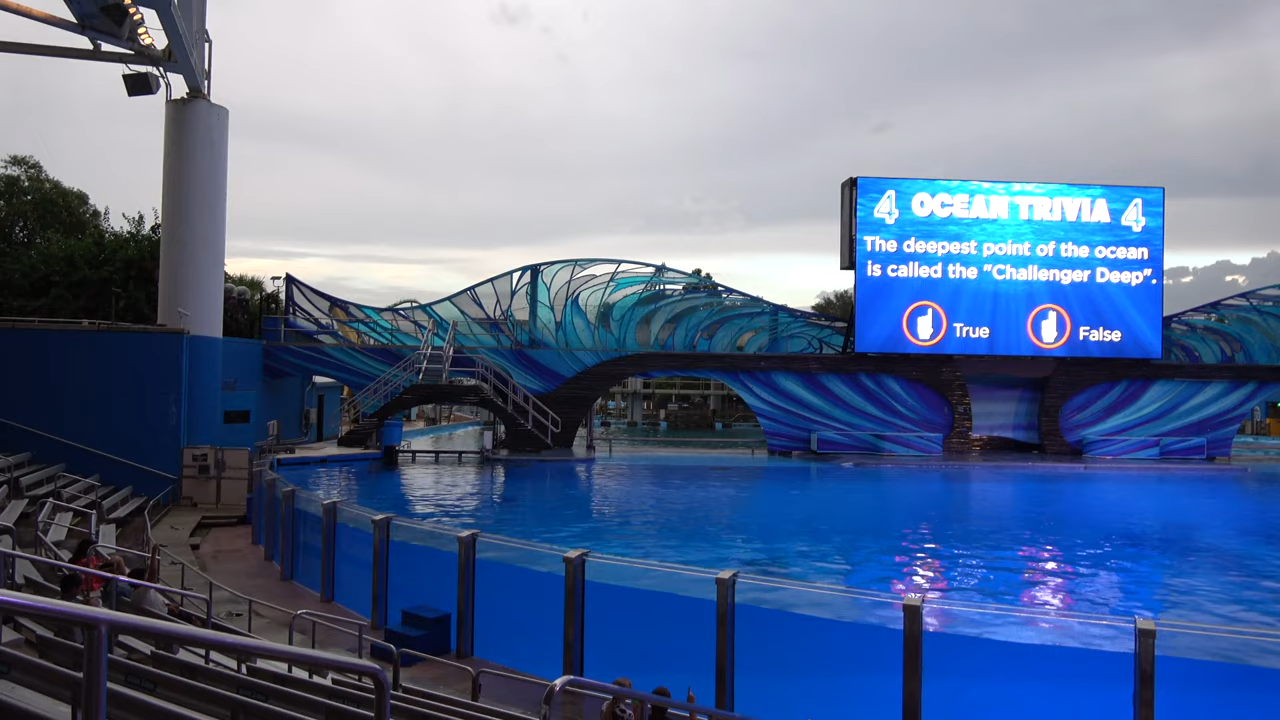 4 OCEAN TRIVIA 4
The deepest point of the ocean
is called the "Challenger Deep".
True False